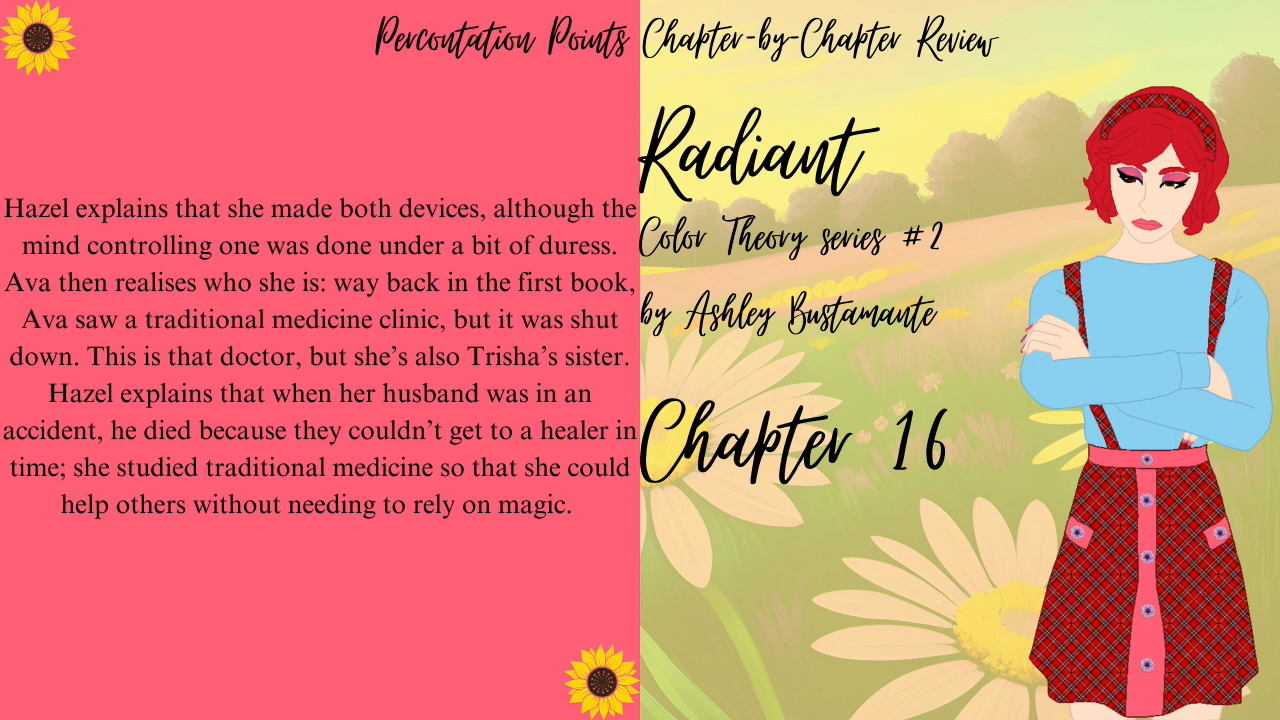 Percontation Points Chapter-by-Chapter Review
Hazel explains that she made both devices, although the
mind controlling one was done under a bit of duress.
Ava then realises who she is: way back in the first book,
Ava saw a traditional medicine clinic, but it was shut
down. This is that doctor, but she’s also Trisha’s sister.
Hazel explains that when her husband was in an
accident, he died because they couldn’t get to a healer in
time; she studied traditional medicine so that she could
help others without needing to rely on magic.
Radiant
Color Theory series #2
by Ashley Bustamante
Chapter 16